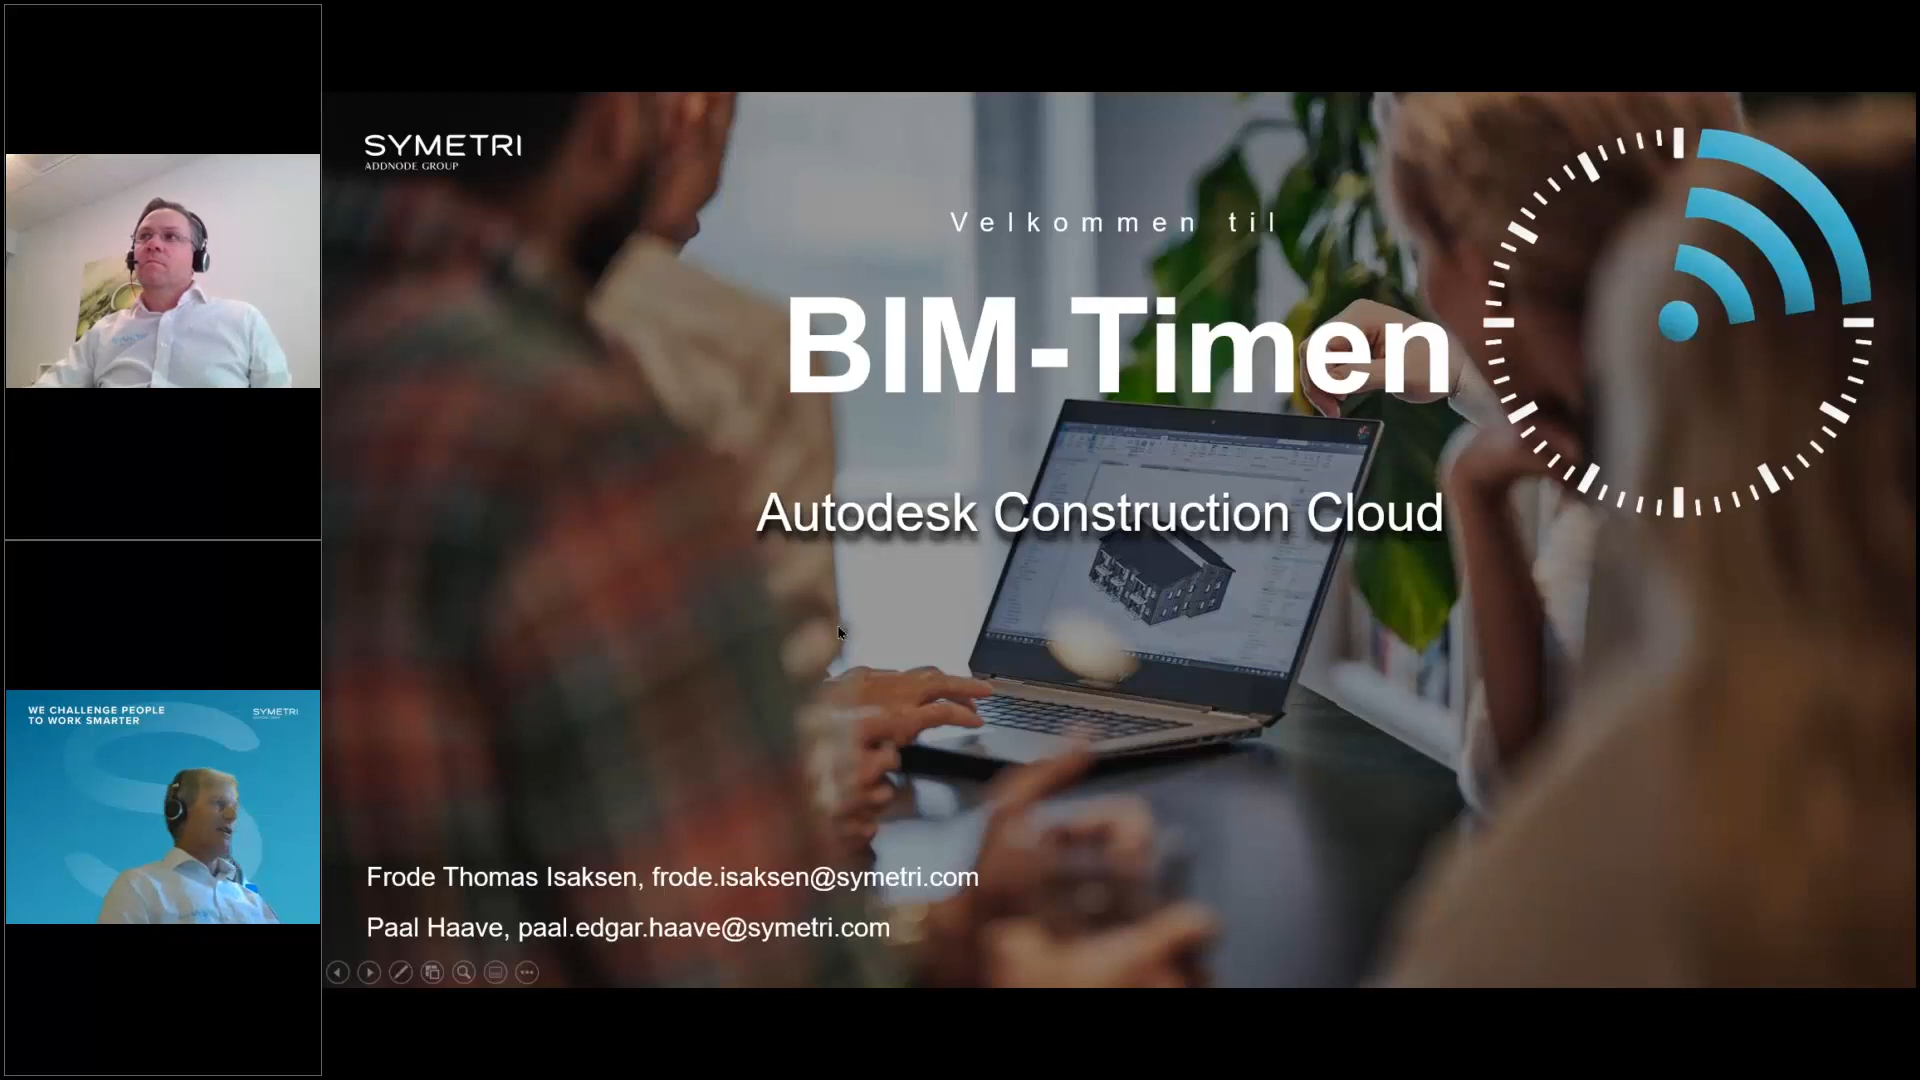 SYMETRI
ADDNODE GROUP
Velkommen til
BIM-Timen
Autodesk Construction Cloud
Frode Thomas Isaksen, frode.isaksen@symetri.com
Paal Haave, paal.edgar.haave@symetri.com
WE CHALLENGE PEOPLE
TO WORK SMARTER
SYMETRI